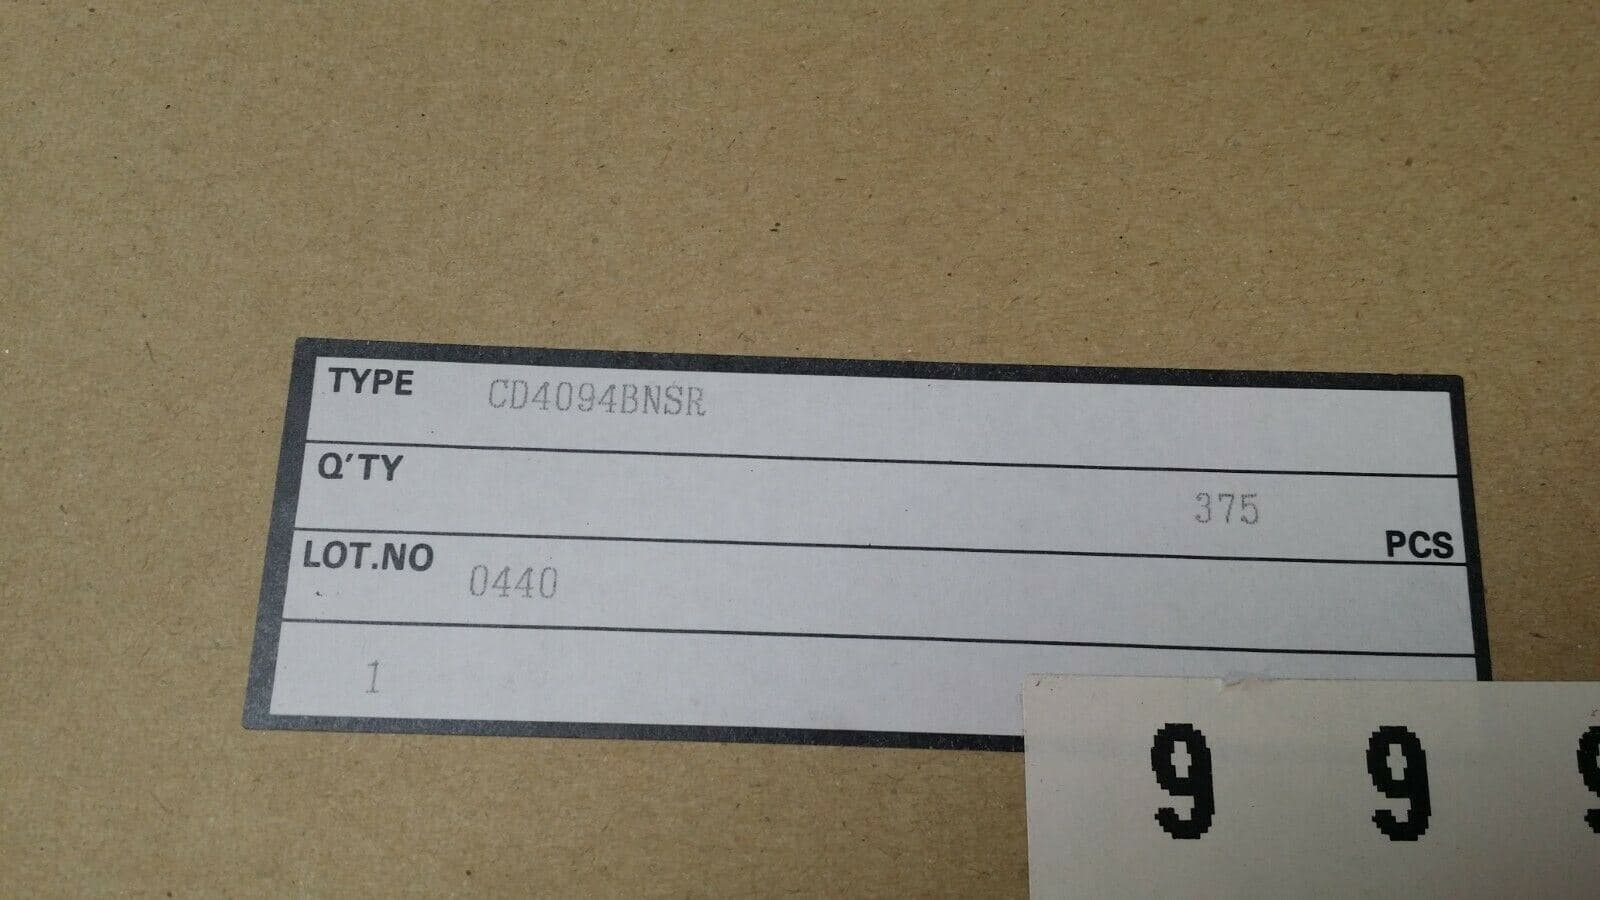 TYPE CD4094BNSR
Q'TY 375 PCS
LOT.NO 0440
1
9 9